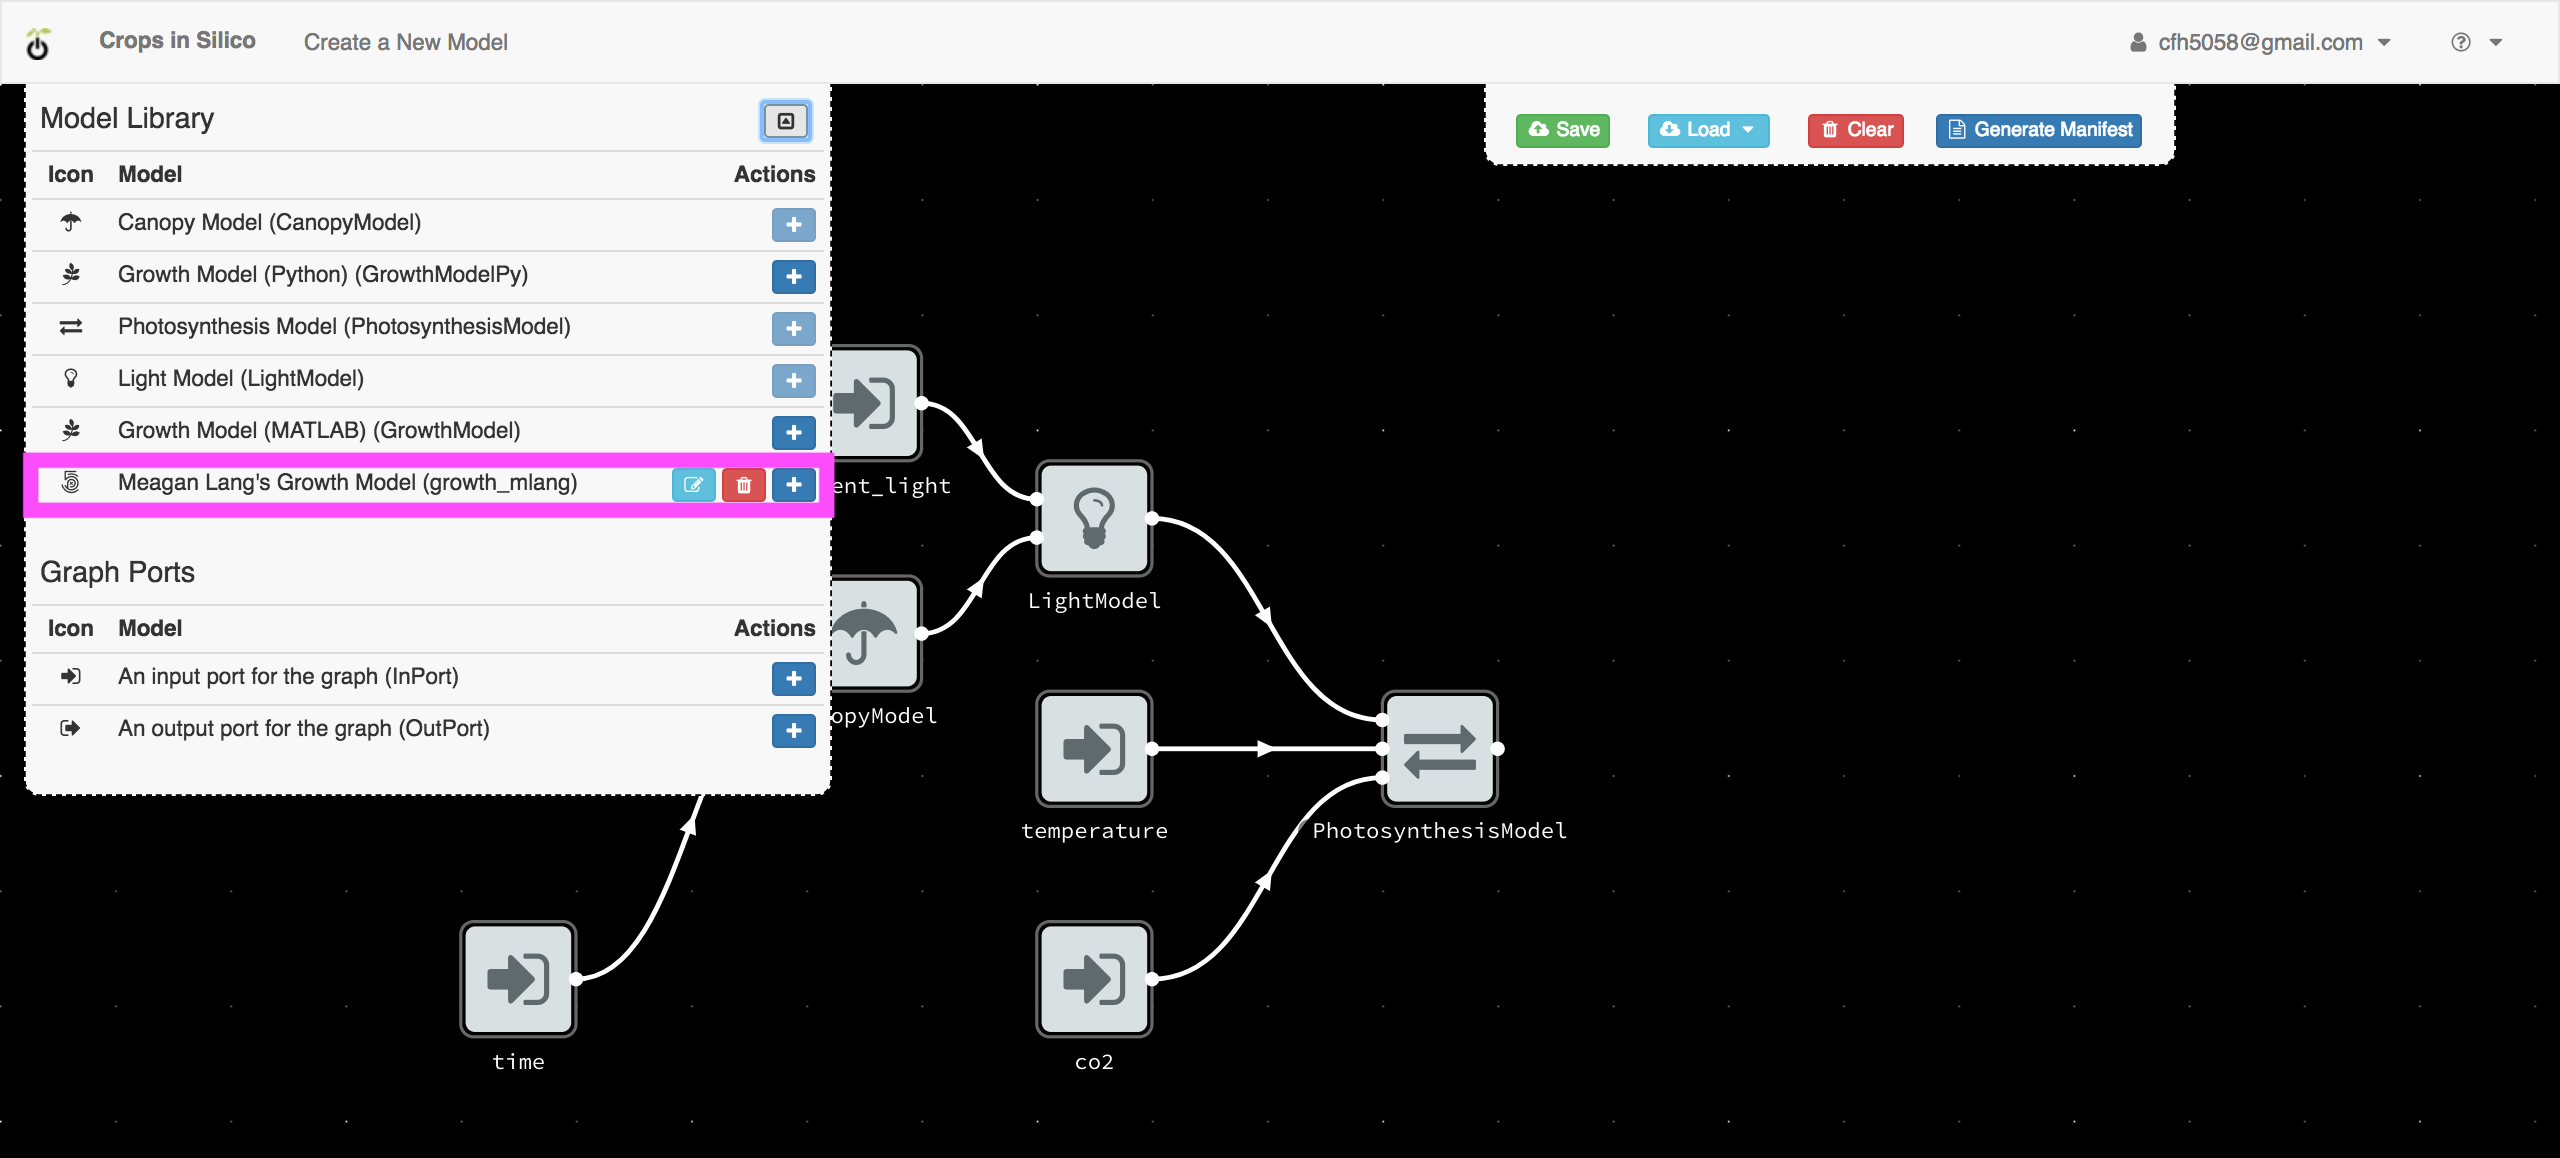 Crops in Silico
Create a New Model
cfh5058@gmail.com
Model Library
Icon Model Actions
Canopy Model (CanopyModel)
Growth Model (Python) (GrowthModelPy)
Photosynthesis Model (PhotosynthesisModel)
Light Model (LightModel)
Growth Model (MATLAB) (GrowthModel)
Meagan Lang's Growth Model (growth_mlang)
Graph Ports
Icon Model Actions
An input port for the graph (InPort)
An output port for the graph (OutPort)
Save Load Clear Generate Manifest
ent_light
LightModel
opyModel
temperature
PhotosynthesisModel
time
co2